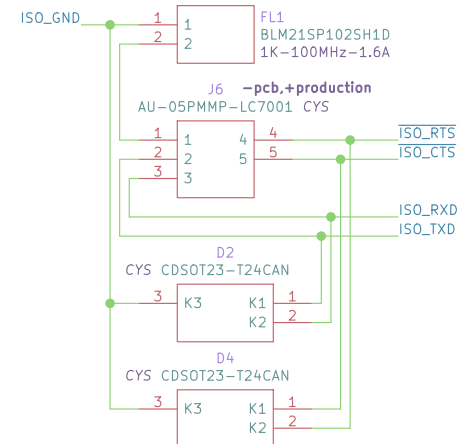 ISO_GND
1 1
2 2
FL1
BLM21SP102SH1D
1K-100MHz-1.6A
J6 -pcb,+production
AU-05PMMP-LC7001 CYS
1 1 4 4
2 2 5 5
3 3
ISO_RTS
ISO_CTS
ISO_RXD
ISO_TXD
D2
CYS CDSOT23-T24CAN
3 K3 K1 1
K2 2
D4
CYS CDSOT23-T24CAN
3 K3 K1 1
K2 2